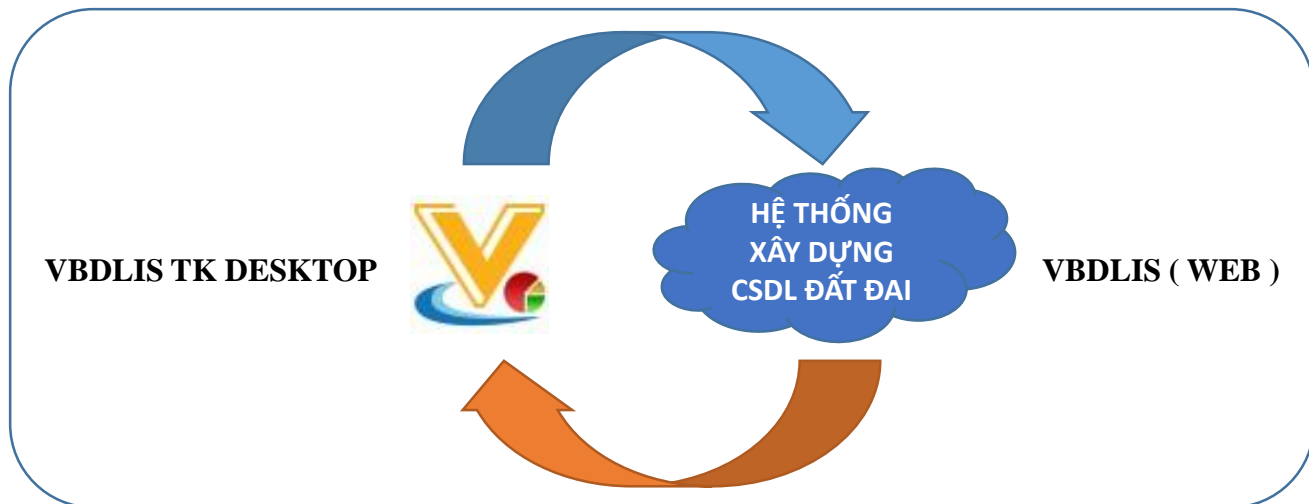 HỆ THỐNG
XÂY DỰNG
CSDL ĐẤT ĐAI
VBDLIS TK DESKTOP
VBDLIS ( WEB )